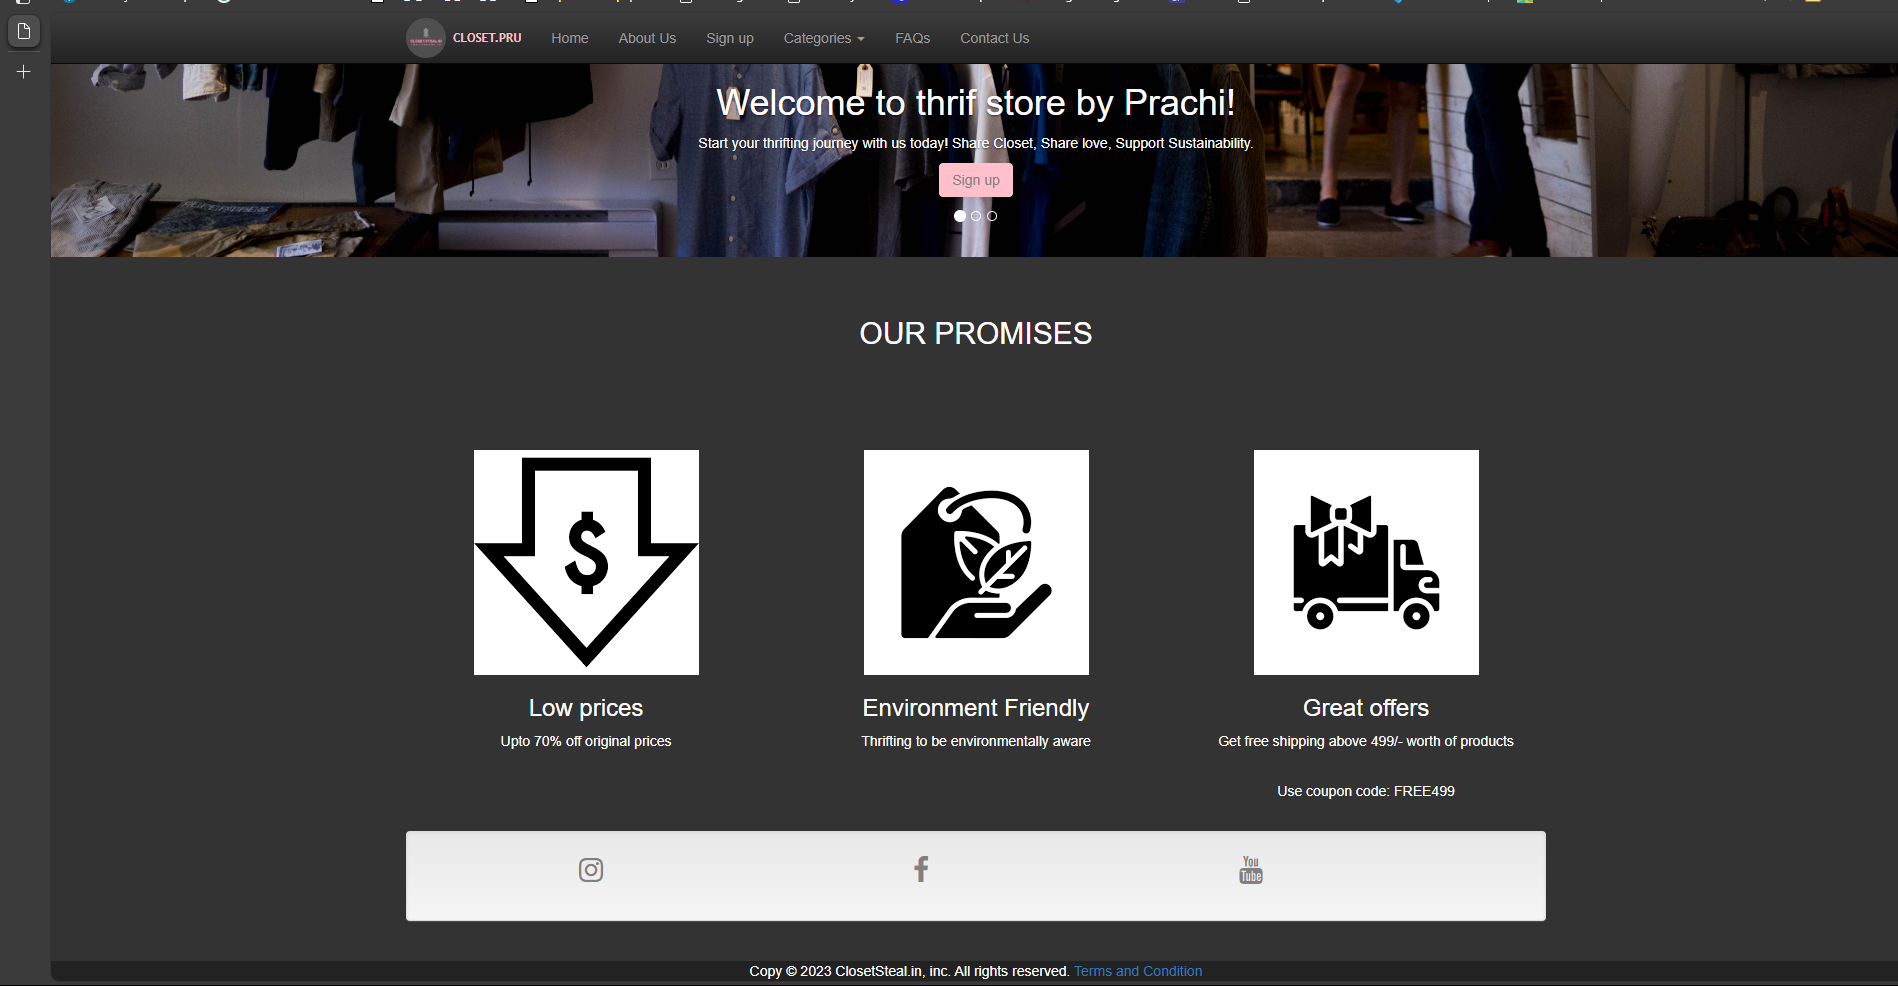 CLOSET.PRU Home About Us Sign up Categories FAQs Contact Us
Welcome to thrif store by Prachi!
Start your thrifting journey with us today! Share Closet, Share love, Support Sustainability.
Sign up
OUR PROMISES
$
Low prices
Upto 70% off original prices
Environment Friendly
Thrifting to be environmentally aware
Great offers
Get free shipping above 499/- worth of products
Use coupon code: FREE499
You
Tube
Copy © 2023 ClosetSteal.in, inc. All rights reserved. Terms and Condition